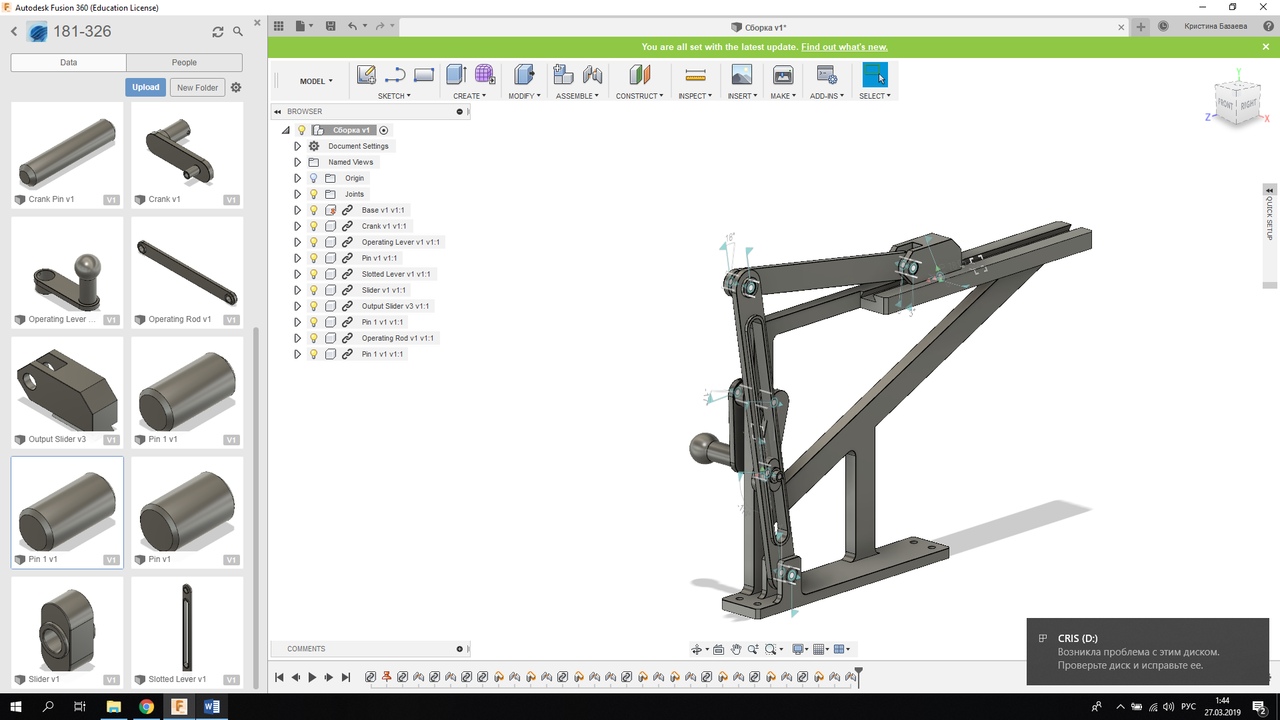 Autodesk Fusion 360 (Education License)
181-326
Data
People
Upload
New Folder
Crank Pin v1
V1
Crank v1
V1
Operating Lever ...
V1
Operating Rod v1
V1
Output Slider v3
V1
Pin 1 v1
V1
Pin 1 v1
V1
Pin v1
V1
Slider v1
V1
Slotted Lever v1
V1
Сборка v1*
Кристина Базаева
You are all set with the latest update. Find out what's new.
MODEL
SKETCH
CREATE
MODIFY
ASSEMBLE
CONSTRUCT
INSPECT
INSERT
MAKE
ADD-INS
SELECT
BROWSER
Сборка v1
Document Settings
Named Views
Origin
Joints
Base v1 v1:1
Crank v1 v1:1
Operating Lever v1 v1:1
Pin v1 v1:1
Slotted Lever v1 v1:1
Slider v1 v1:1
Output Slider v3 v1:1
Pin 1 v1 v1:1
Operating Rod v1 v1:1
Pin 1 v1 v1:1
Y
FRONT
RIGHT
Z
X
QUICK SETUP
COMMENTS
CRIS (D:)
Возникла проблема с этим диском.
Проверьте диск и исправьте ее.
РУС
1:44
27.03.2019
2